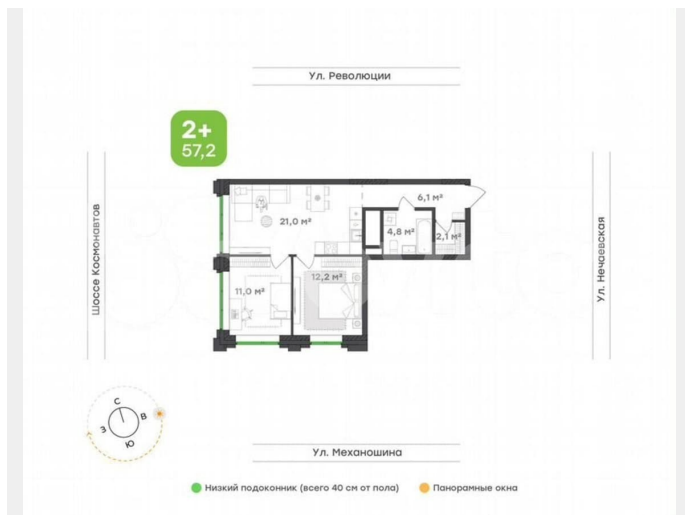 Ул. Революции
2+
57,2
6,1 м²
21,0 м²
4,8 м²
2,1 м²
Шоссе Космонавтов
Ул. Нечаевская
11,0 м²
12,2 м²
С
В
З
Ю
Ул. Механошина
Низкий подоконник (всего 40 см от пола)
Панорамные окна